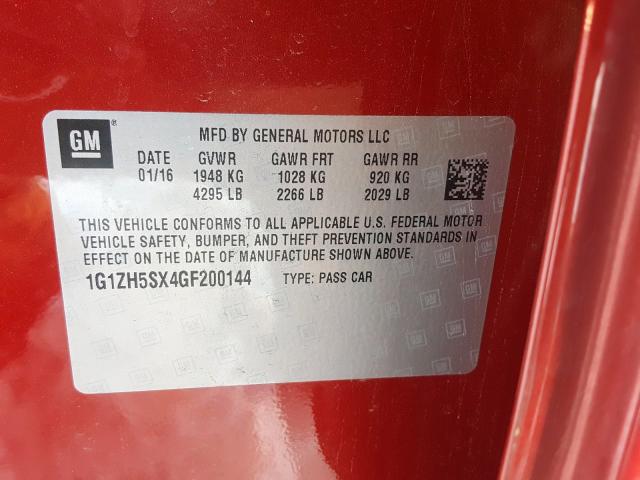 GM ® MFD BY GENERAL MOTORS LLC
DATE GVWR GAWR FRT GAWR RR
01/16 1948 KG 1028 KG 920 KG
4295 LB 2266 LB 2029 LB
THIS VEHICLE CONFORMS TO ALL APPLICABLE U.S. FEDERAL MOTOR
VEHICLE SAFETY, BUMPER, AND THEFT PREVENTION STANDARDS IN
EFFECT ON THE DATE OF MANUFACTURE SHOWN ABOVE.
1G1ZH5SX4GF200144 TYPE: PASS CAR